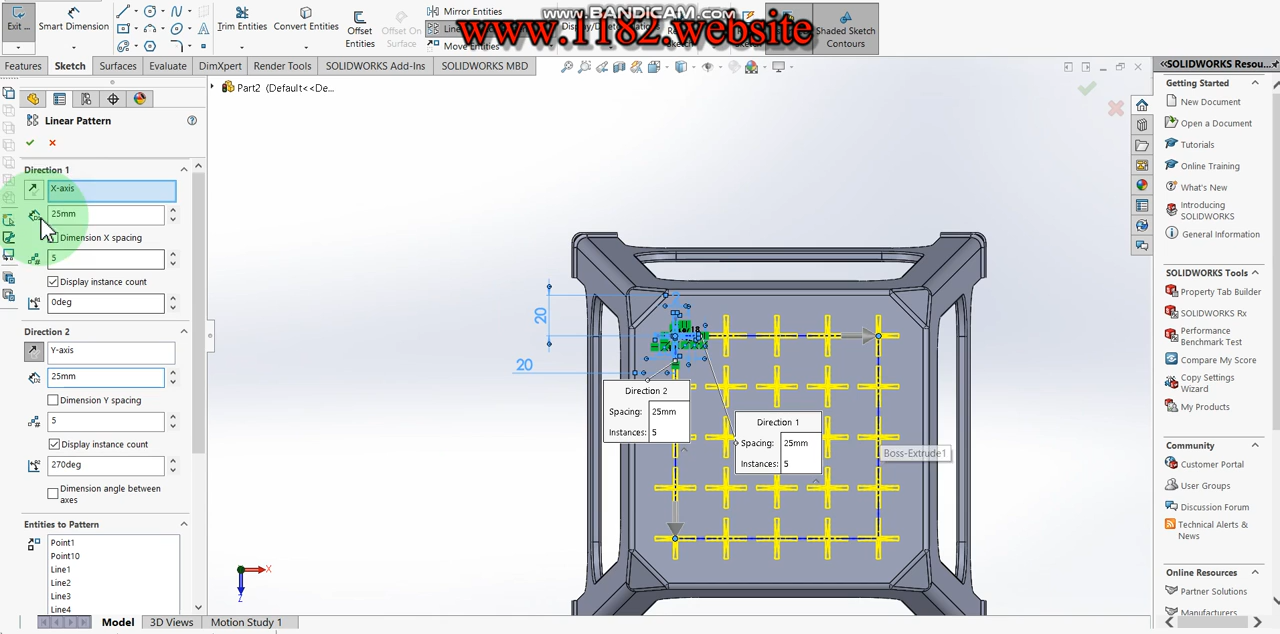 www.BANDICAM.com
www.1182.website
Exit ...
Smart Dimension
Trim Entities
Convert Entities
Offset Entities
Offset On Surface
Mirror Entities
Move Entities
Shaded Sketch Contours
Features
Sketch
Surfaces
Evaluate
DimXpert
Render Tools
SOLIDWORKS Add-Ins
SOLIDWORKS MBD
Part2 (Default<<De...
Linear Pattern
Direction 1
X-axis
25mm
Dimension X spacing
5
Display instance count
0deg
Direction 2
Y-axis
25mm
Dimension Y spacing
5
Display instance count
270deg
Dimension angle between
axes
Entities to Pattern
Point1
Point10
Line1
Line2
Line3
Line4
20
20
Direction 2
Spacing: 25mm
Instances: 5
Direction 1
Spacing: 25mm
Instances: 5
Boss-Extrude1
X
Z
Model
3D Views
Motion Study 1
SOLIDWORKS Resou...
Getting Started
New Document
Open a Document
Tutorials
Online Training
What's New
Introducing
SOLIDWORKS
General Information
SOLIDWORKS Tools
Property Tab Builder
SOLIDWORKS Rx
Performance
Benchmark Test
Compare My Score
Copy Settings
Wizard
My Products
Community
Customer Portal
User Groups
Discussion Forum
Technical Alerts &
News
Online Resources
Partner Solutions
Manufacturers